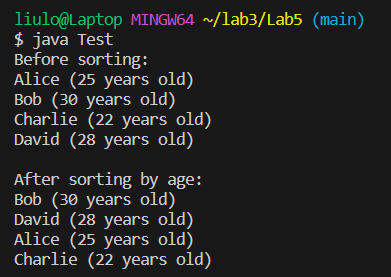 liulo@Laptop MINGW64 ~/lab3/Lab5 (main)
$ java Test
Before sorting:
Alice (25 years old)
Bob (30 years old)
Charlie (22 years old)
David (28 years old)

After sorting by age:
Bob (30 years old)
David (28 years old)
Alice (25 years old)
Charlie (22 years old)